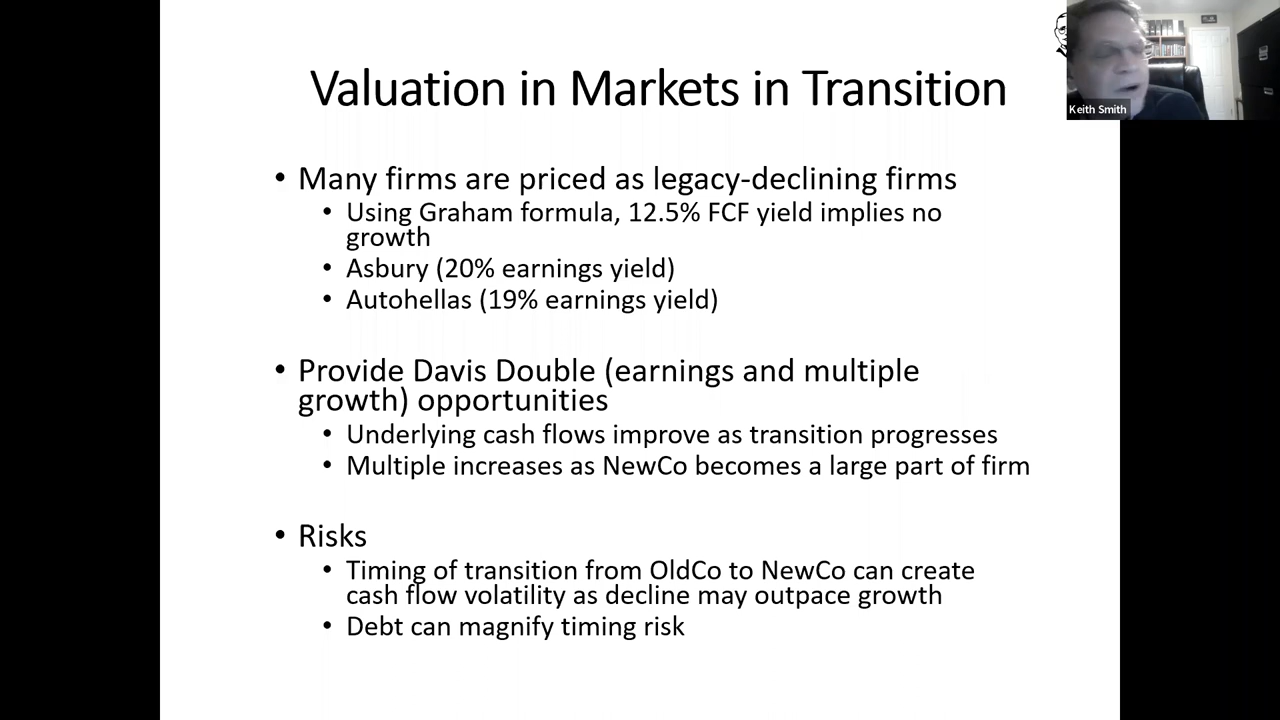 Valuation in Markets in Transition
Keith Smith
• Many firms are priced as legacy-declining firms
• Using Graham formula, 12.5% FCF yield implies no
growth
• Asbury (20% earnings yield)
• Autohellas (19% earnings yield)
• Provide Davis Double (earnings and multiple
growth) opportunities
• Underlying cash flows improve as transition progresses
• Multiple increases as NewCo becomes a large part of firm
• Risks
• Timing of transition from OldCo to NewCo can create
cash flow volatility as decline may outpace growth
• Debt can magnify timing risk